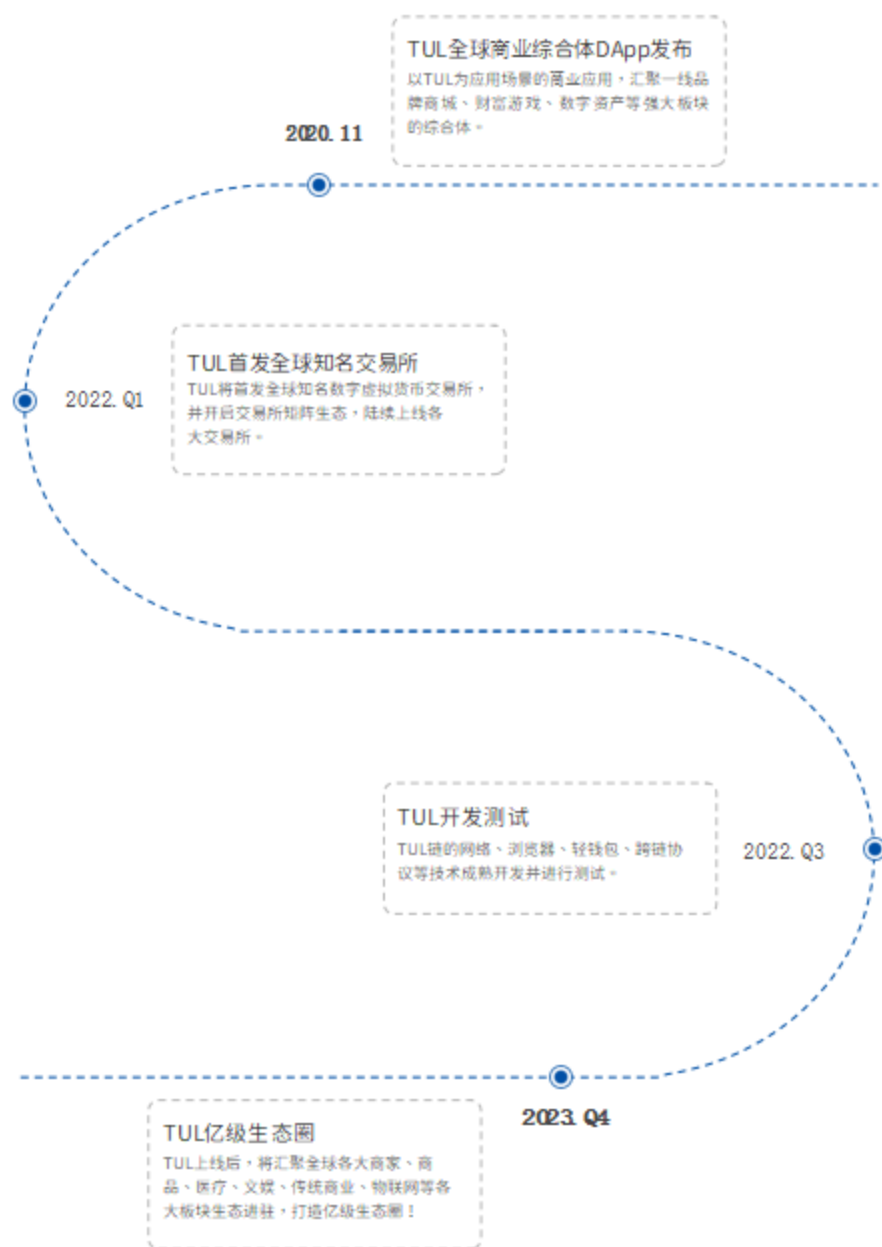 TUL全球商业综合体DApp发布
以TUL为应用场景的商业应用，汇聚一线品
牌商城、财富游戏、数字资产等强大板块
的综合体。
2020.11
TUL首发全球知名交易所
TUL将首发全球知名数字虚拟货币交易所，
并开启交易所矩阵生态，陆续上线各
大交易所。
2022. Q1
TUL开发测试
TUL链的网络、浏览器、轻钱包、跨链协
议等技术成熟开发并进行测试。
2022. Q3
2023. Q4
TUL亿级生态圈
TUL上线后，将汇聚全球各大商家、商
品、医疗、文娱、传统商业、物联网等各
大板块生态进驻，打造亿级生态圈！